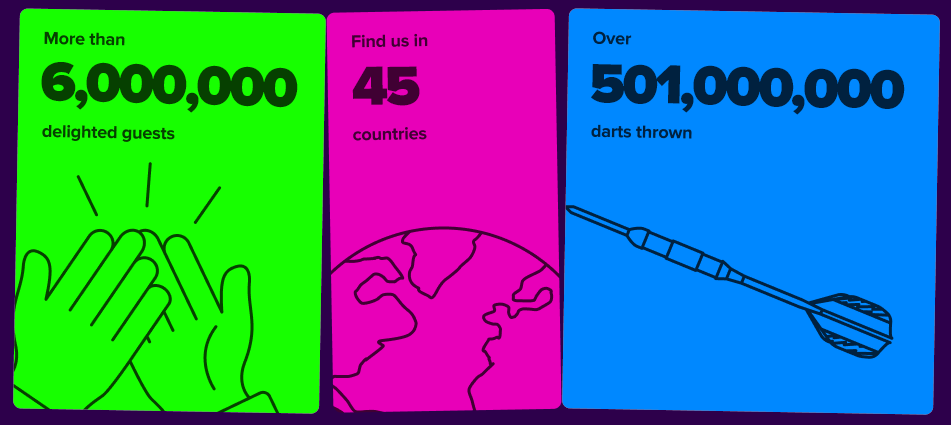 More than
6,000,000
delighted guests
Find us in
45
countries
Over
501,000,000
darts thrown